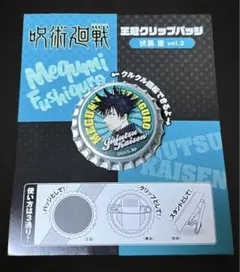 呪術廻戦
王冠クリップバッジ
伏黒 恵 vol.2
Megumi
Fushiguro
←クルクル回転できるよ〜!
MEGUMI FUSHIGURO
Jujutsu
Kaisen
JUJUTSU
KAISEN
使い方は3通り!
バッジとして!
クリップとして!
スタンドとして!